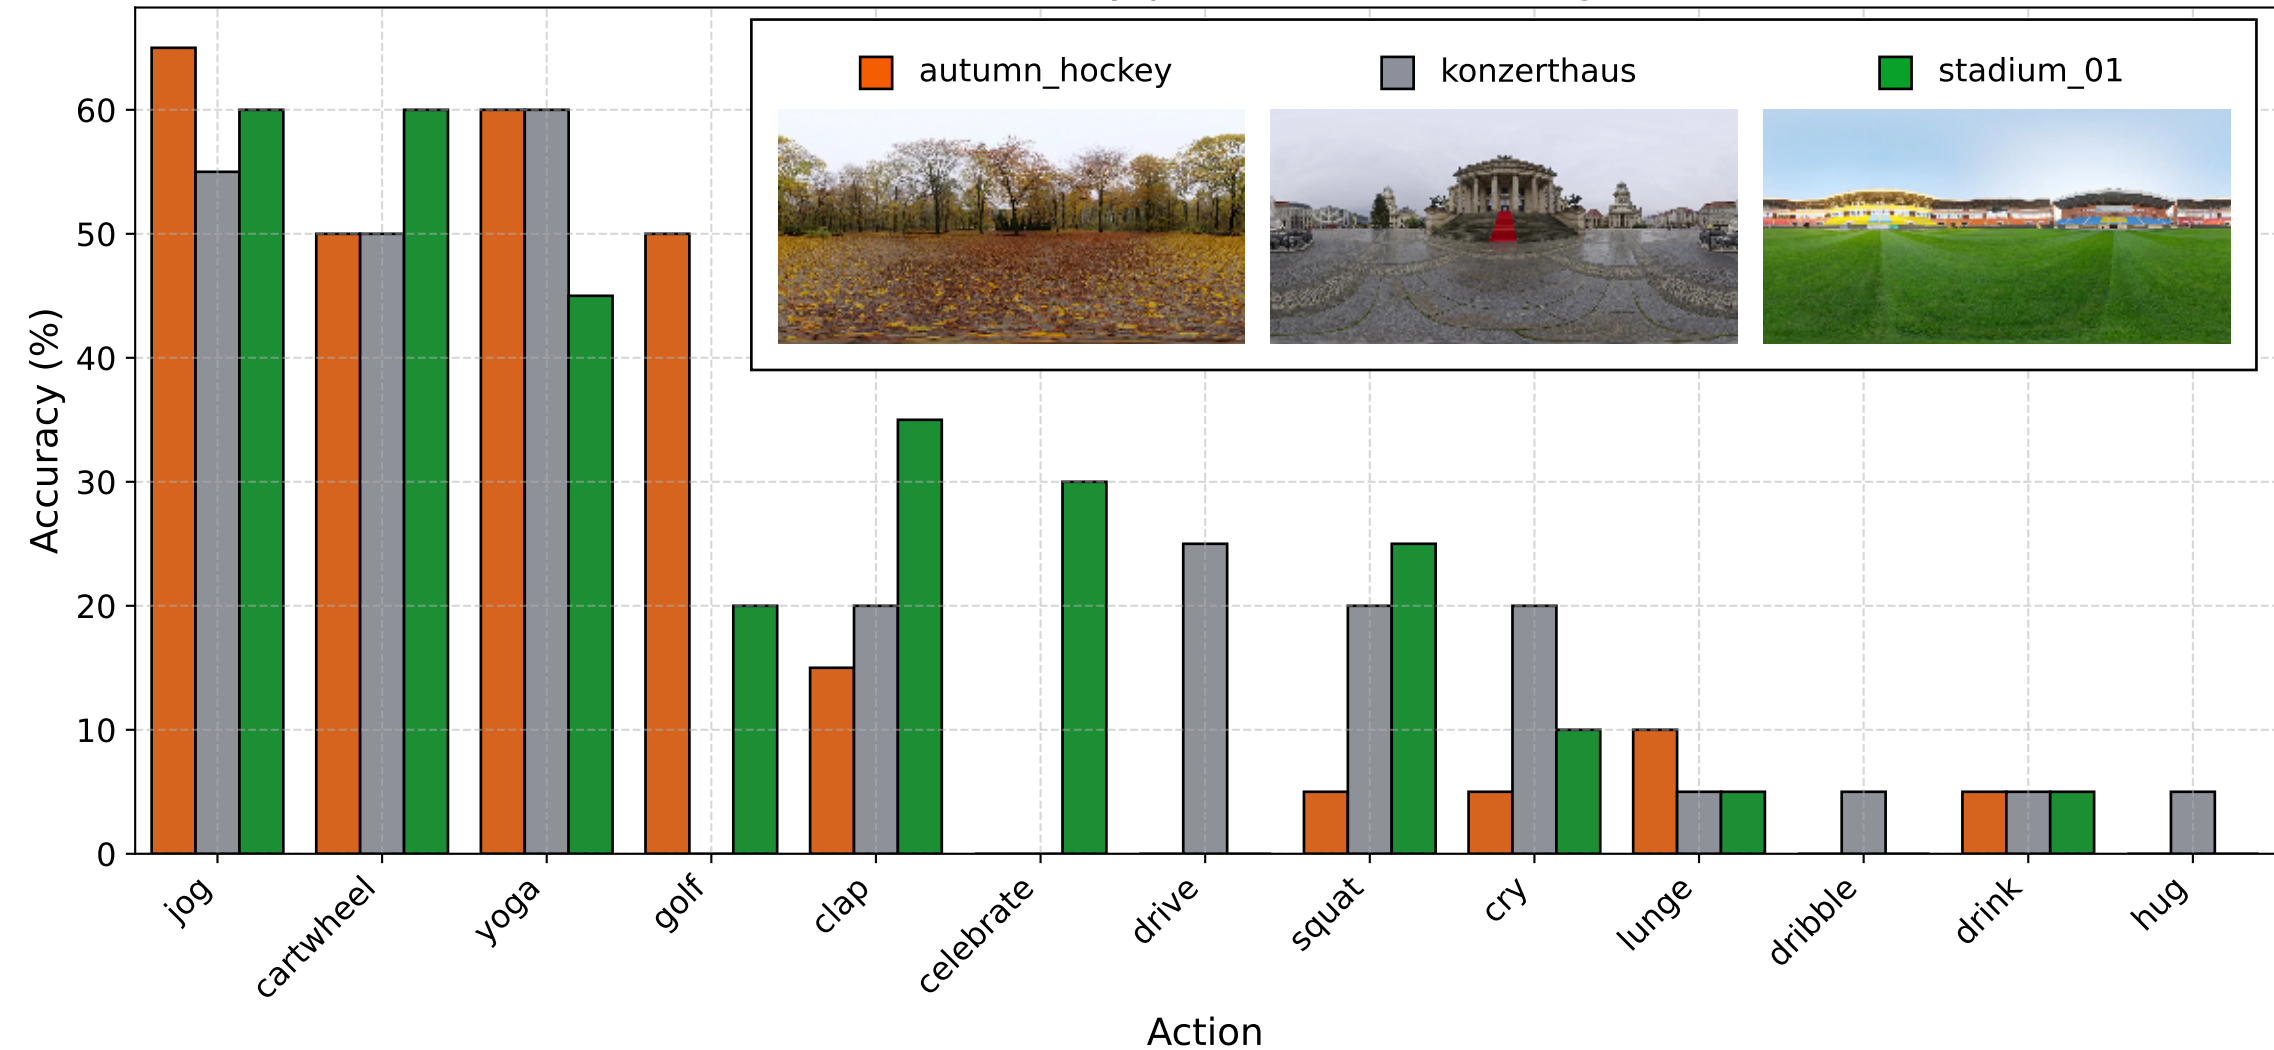 autumn_hockey
konzerthaus
stadium_01
60
50
40
30
20
10
0
Accuracy (%)
jog
cartwheel
yoga
golf
clap
celebrate
drive
squat
cry
lunge
dribble
drink
hug
Action